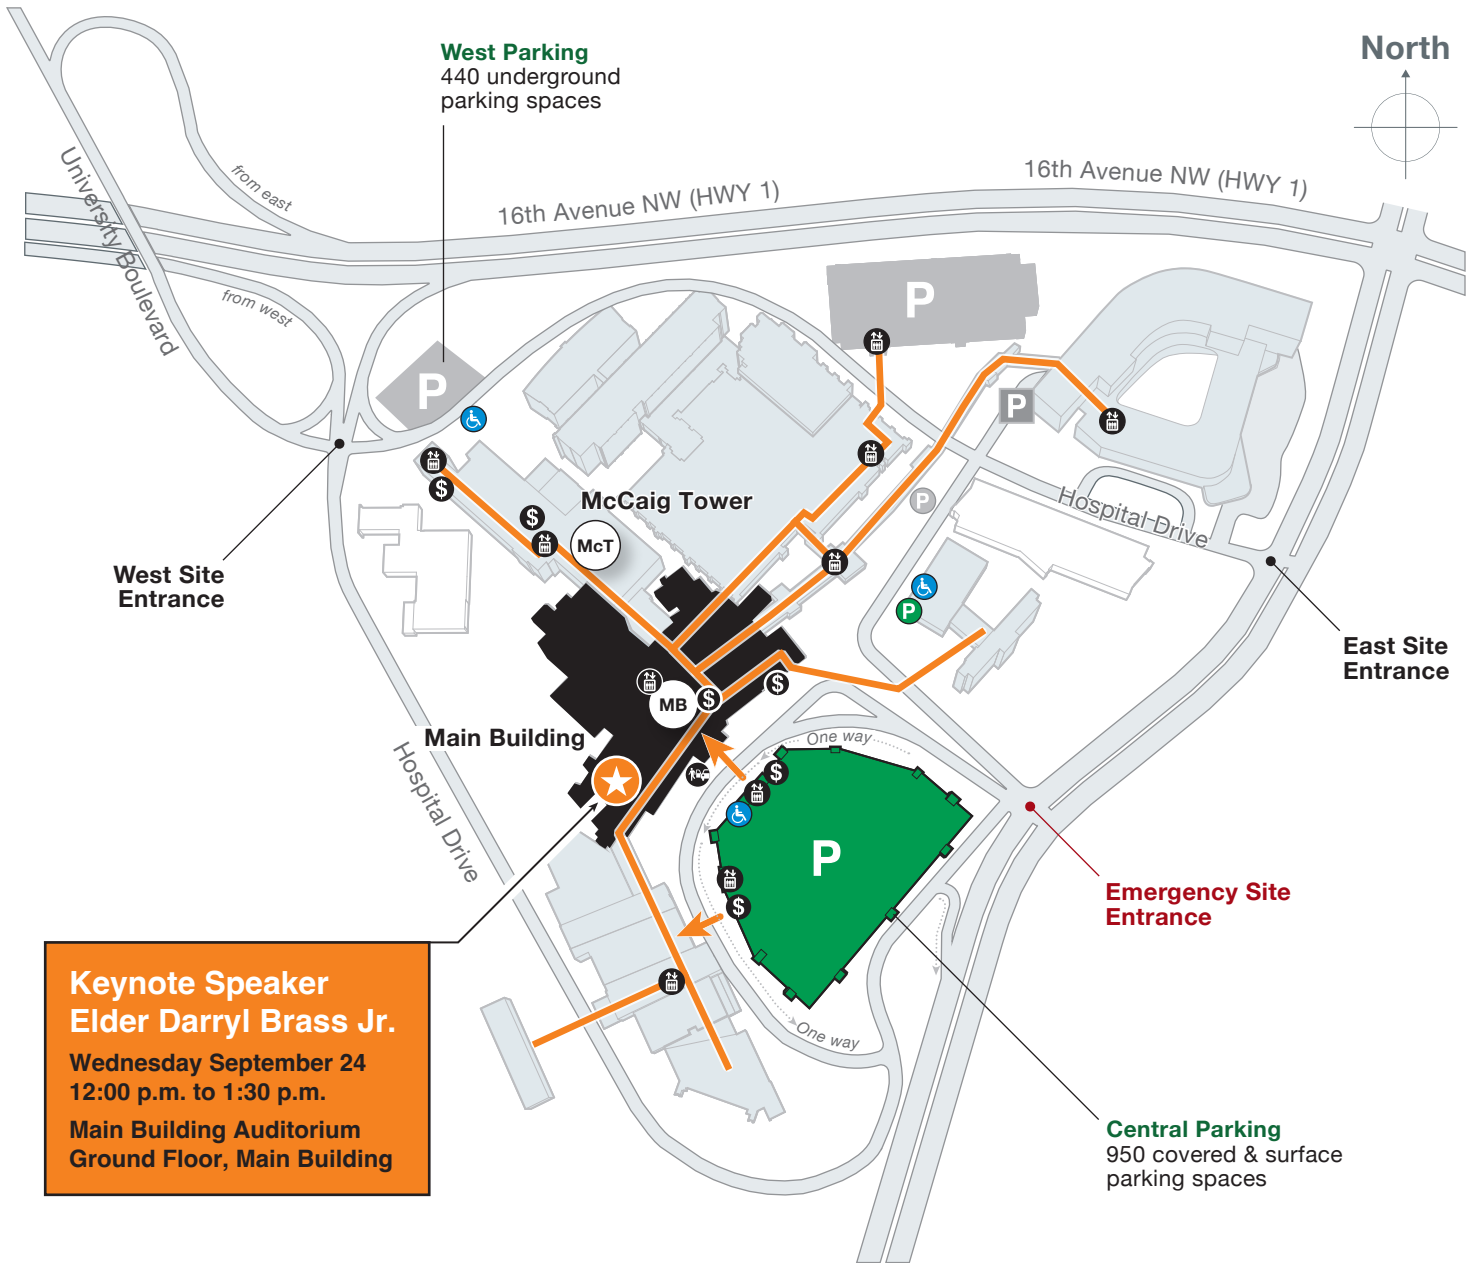 North
West Parking
440 underground
parking spaces
University Boulevard
from east
16th Avenue NW (HWY 1)
16th Avenue NW (HWY 1)
from west
P
P
P
$
$
McCaig Tower
McT
P
Hospital Drive
West Site
Entrance
P
East Site
Entrance
$
$
MB
Main Building
One way
$
Hospital Drive
P
$
Emergency Site
Entrance
Keynote Speaker
Elder Darryl Brass Jr.
Wednesday September 24
12:00 p.m. to 1:30 p.m.
Main Building Auditorium
Ground Floor, Main Building
One way
Central Parking
950 covered & surface
parking spaces